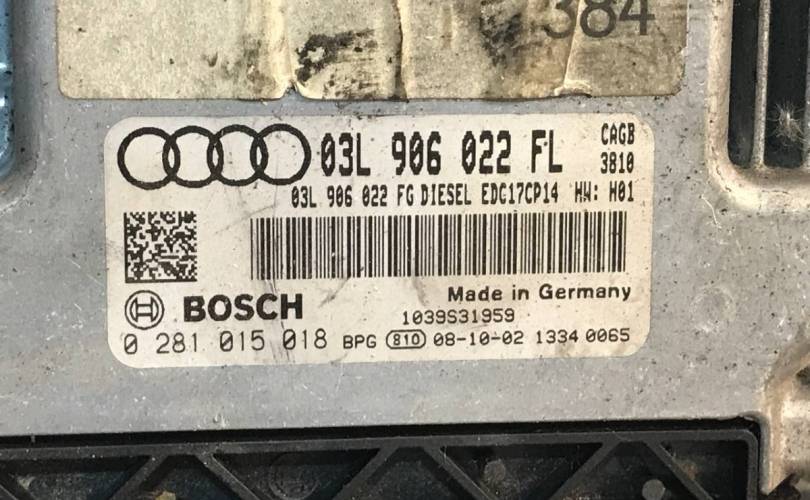 384
03L 906 022 FL
CAGB
3810
03L 906 022 FG DIESEL EDC17CP14 HW: H01
Made in Germany
BOSCH
1039S31959
0 281 015 018 BPG 810 08-10-02 1334 0065